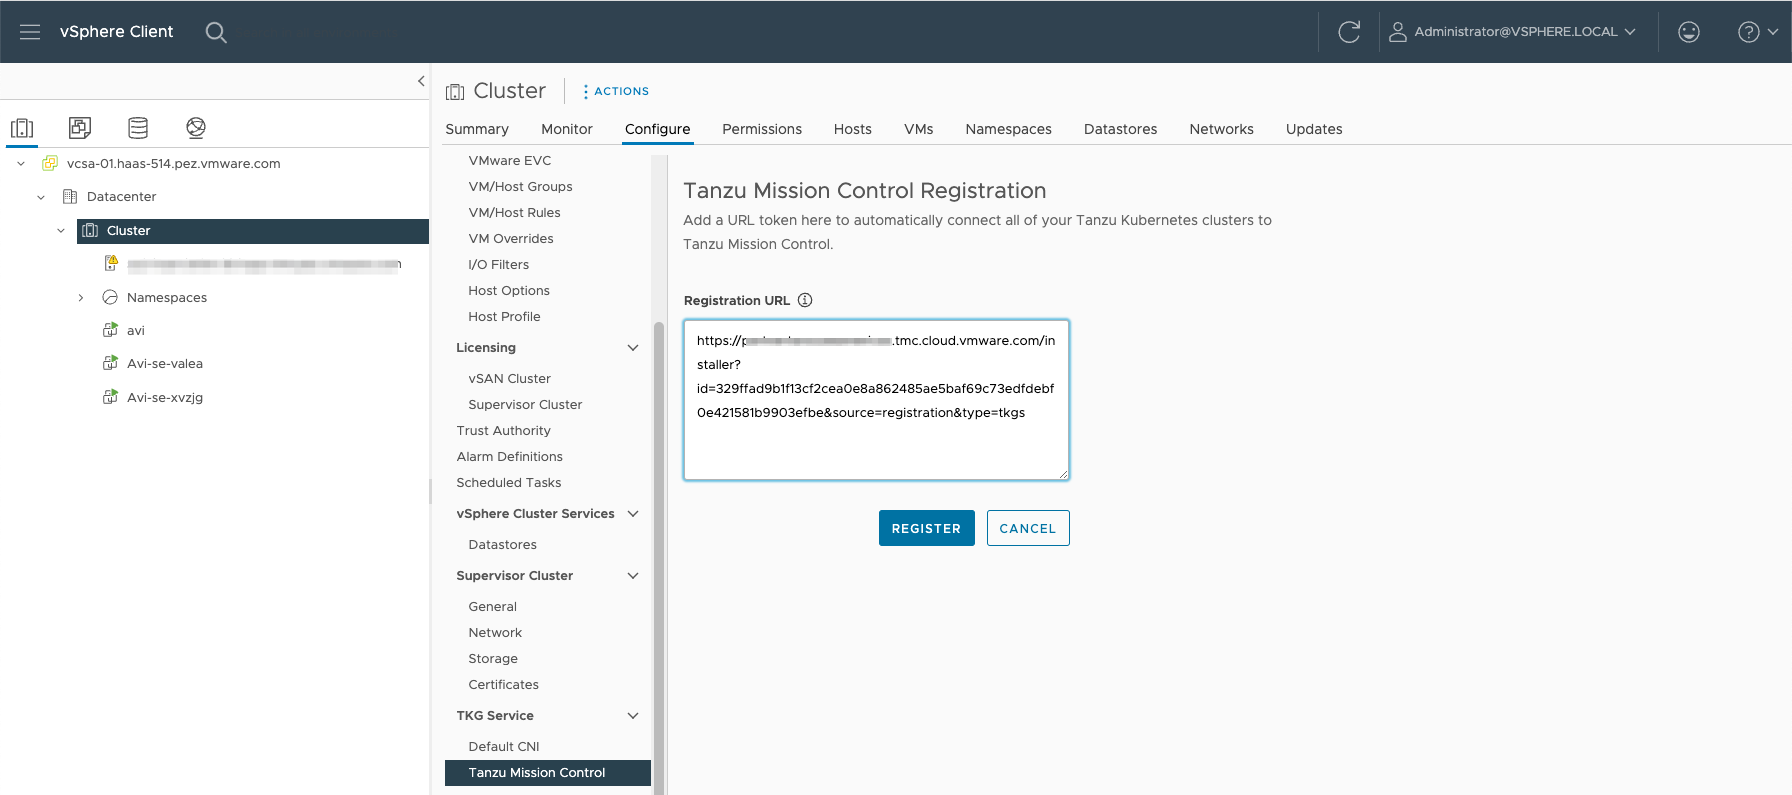 vSphere Client
Administrator@VSPHERE.LOCAL
vcsa-01.haas-514.pez.vmware.com
Datacenter
Cluster
Namespaces
avi
Avi-se-valea
Avi-se-xvzjg
Cluster
ACTIONS
Summary Monitor Configure Permissions Hosts VMs Namespaces Datastores Networks Updates
VMware EVC
VM/Host Groups
VM/Host Rules
VM Overrides
I/O Filters
Host Options
Host Profile
Licensing
vSAN Cluster
Supervisor Cluster
Trust Authority
Alarm Definitions
Scheduled Tasks
vSphere Cluster Services
Datastores
Supervisor Cluster
General
Network
Storage
Certificates
TKG Service
Default CNI
Tanzu Mission Control
Tanzu Mission Control Registration
Add a URL token here to automatically connect all of your Tanzu Kubernetes clusters to
Tanzu Mission Control.
Registration URL
https://p .tmc.cloud.vmware.com/in
staller?
id=329ffad9b1f13cf2cea0e8a862485ae5baf69c73edfdebf
0e421581b9903efbe&source=registration&type=tkgs
REGISTER CANCEL